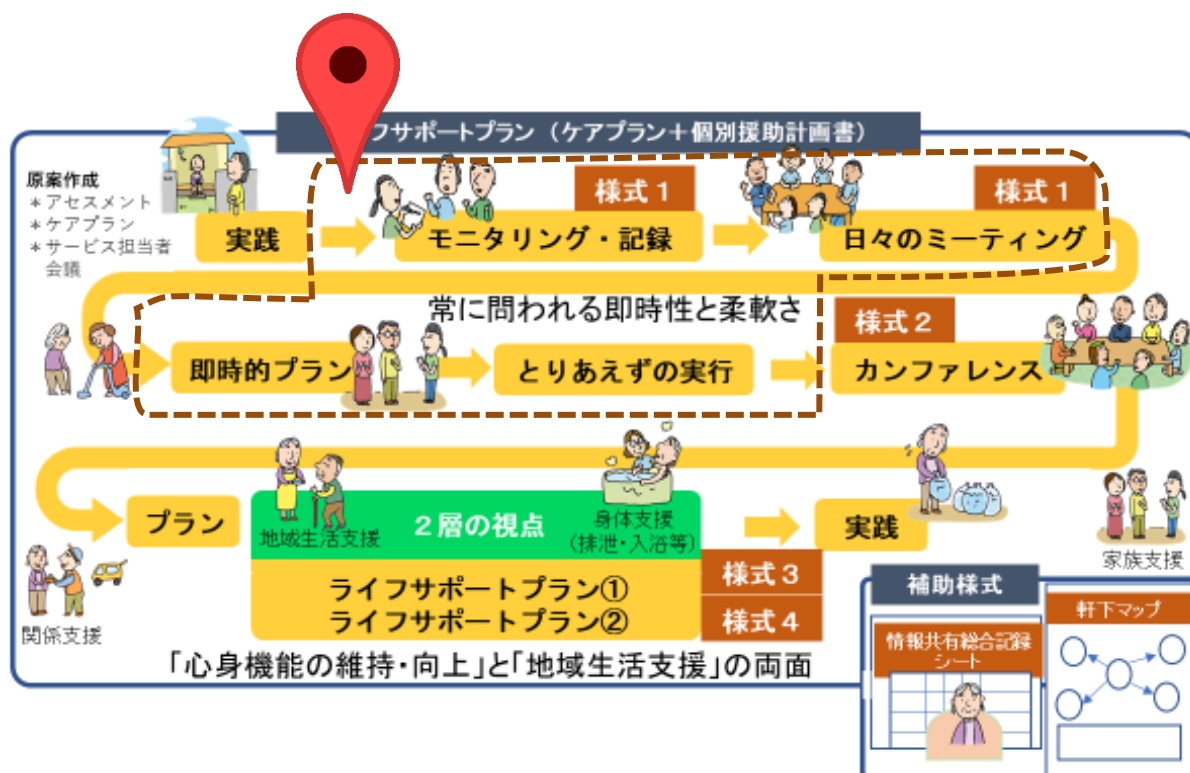 フサポートプラン（ケアプラン＋個別援助計画書）
原案作成
＊アセスメント
＊ケアプラン
＊サービス担当者
会議
実践
様式１
モニタリング・記録
様式１
日々のミーティング
常に問われる即時性と柔軟さ
即時的プラン
とりあえずの実行
様式２
カンファレンス
プラン
地域生活支援
２層の視点
身体支援
（排泄・入浴等）
実践
ライフサポートプラン①
ライフサポートプラン②
様式３
様式４
関係支援
家族支援
「心身機能の維持・向上」と「地域生活支援」の両面
補助様式
情報共有総合記録
シート
軒下マップ